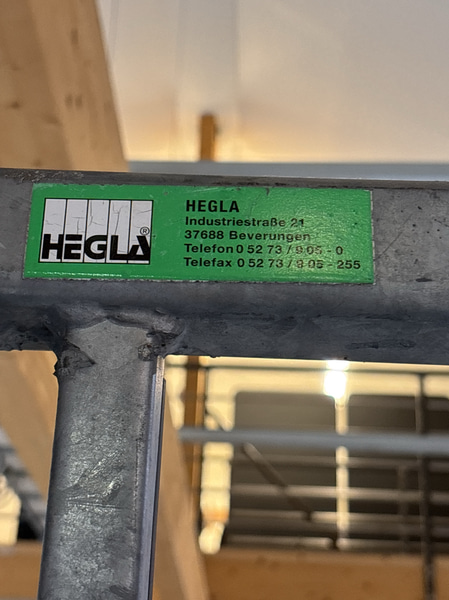 HEGLA®
HEGLA
Industriestraße 21
37688 Beverungen
Telefon 0 52 73 / 9 05 - 0
Telefax 0 52 73 / 9 05 - 255